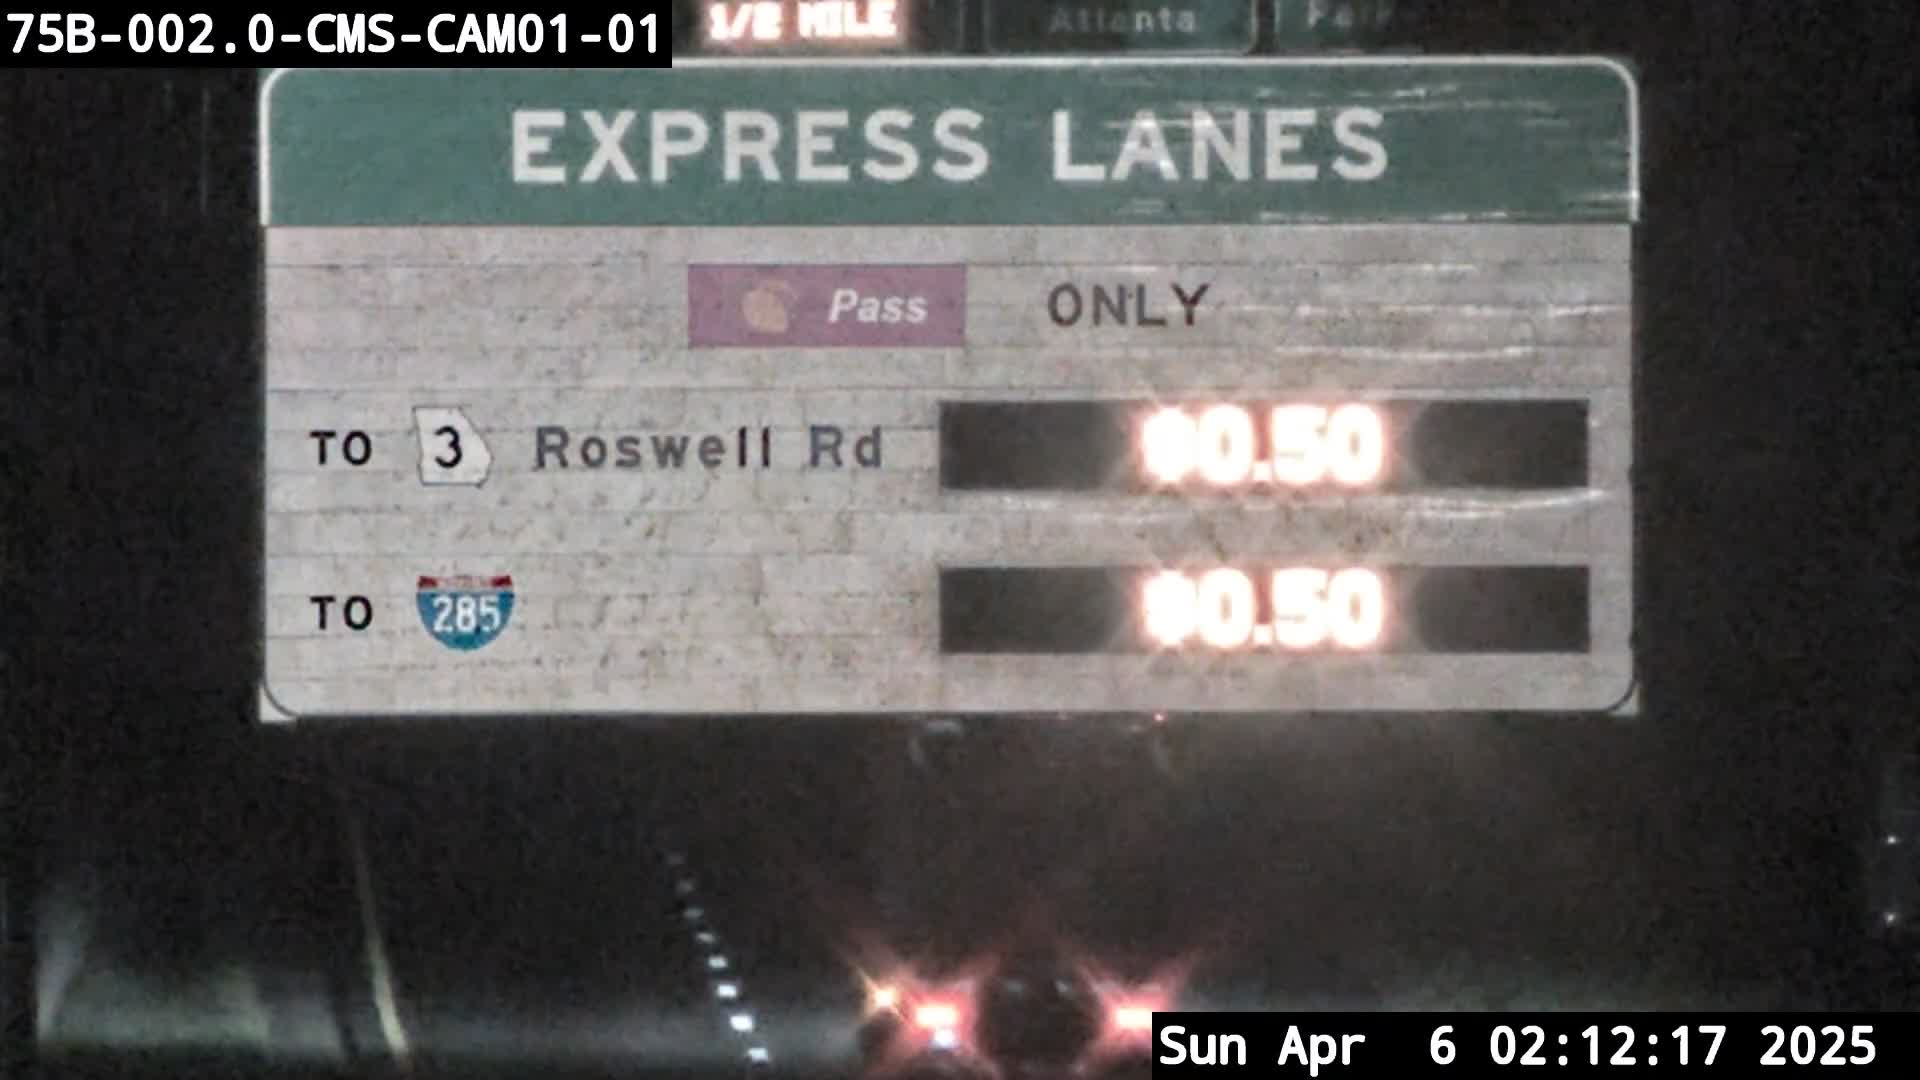 75B-002.0-CMS-CAM01-01
1/2 MILE
Atlanta
EXPRESS LANES
Pass ONLY
TO 3 Roswell Rd $0.50
TO 285 $0.50
Sun Apr 6 02:12:17 2025